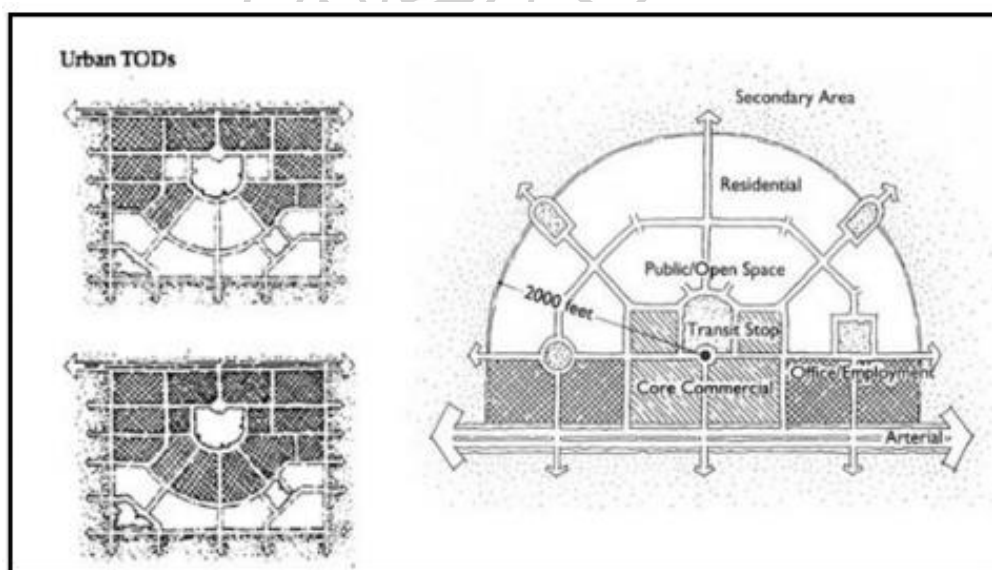 Urban TODs
Secondary Area
Residential
Public/Open Space
2000 feet
Transit Stop
Core Commercial
Office/Employment
Arterial